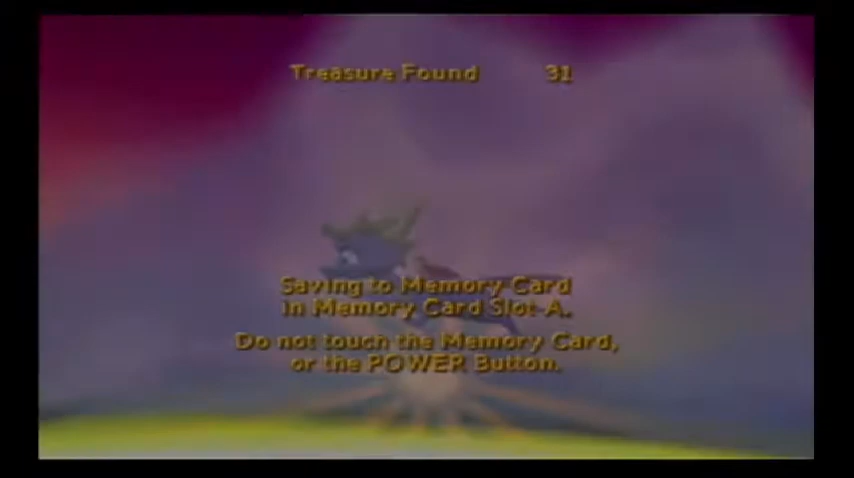 Treasure Found 31
Saving to Memory Card
in Memory Card Slot A.
Do not touch the Memory Card,
or the POWER Button.